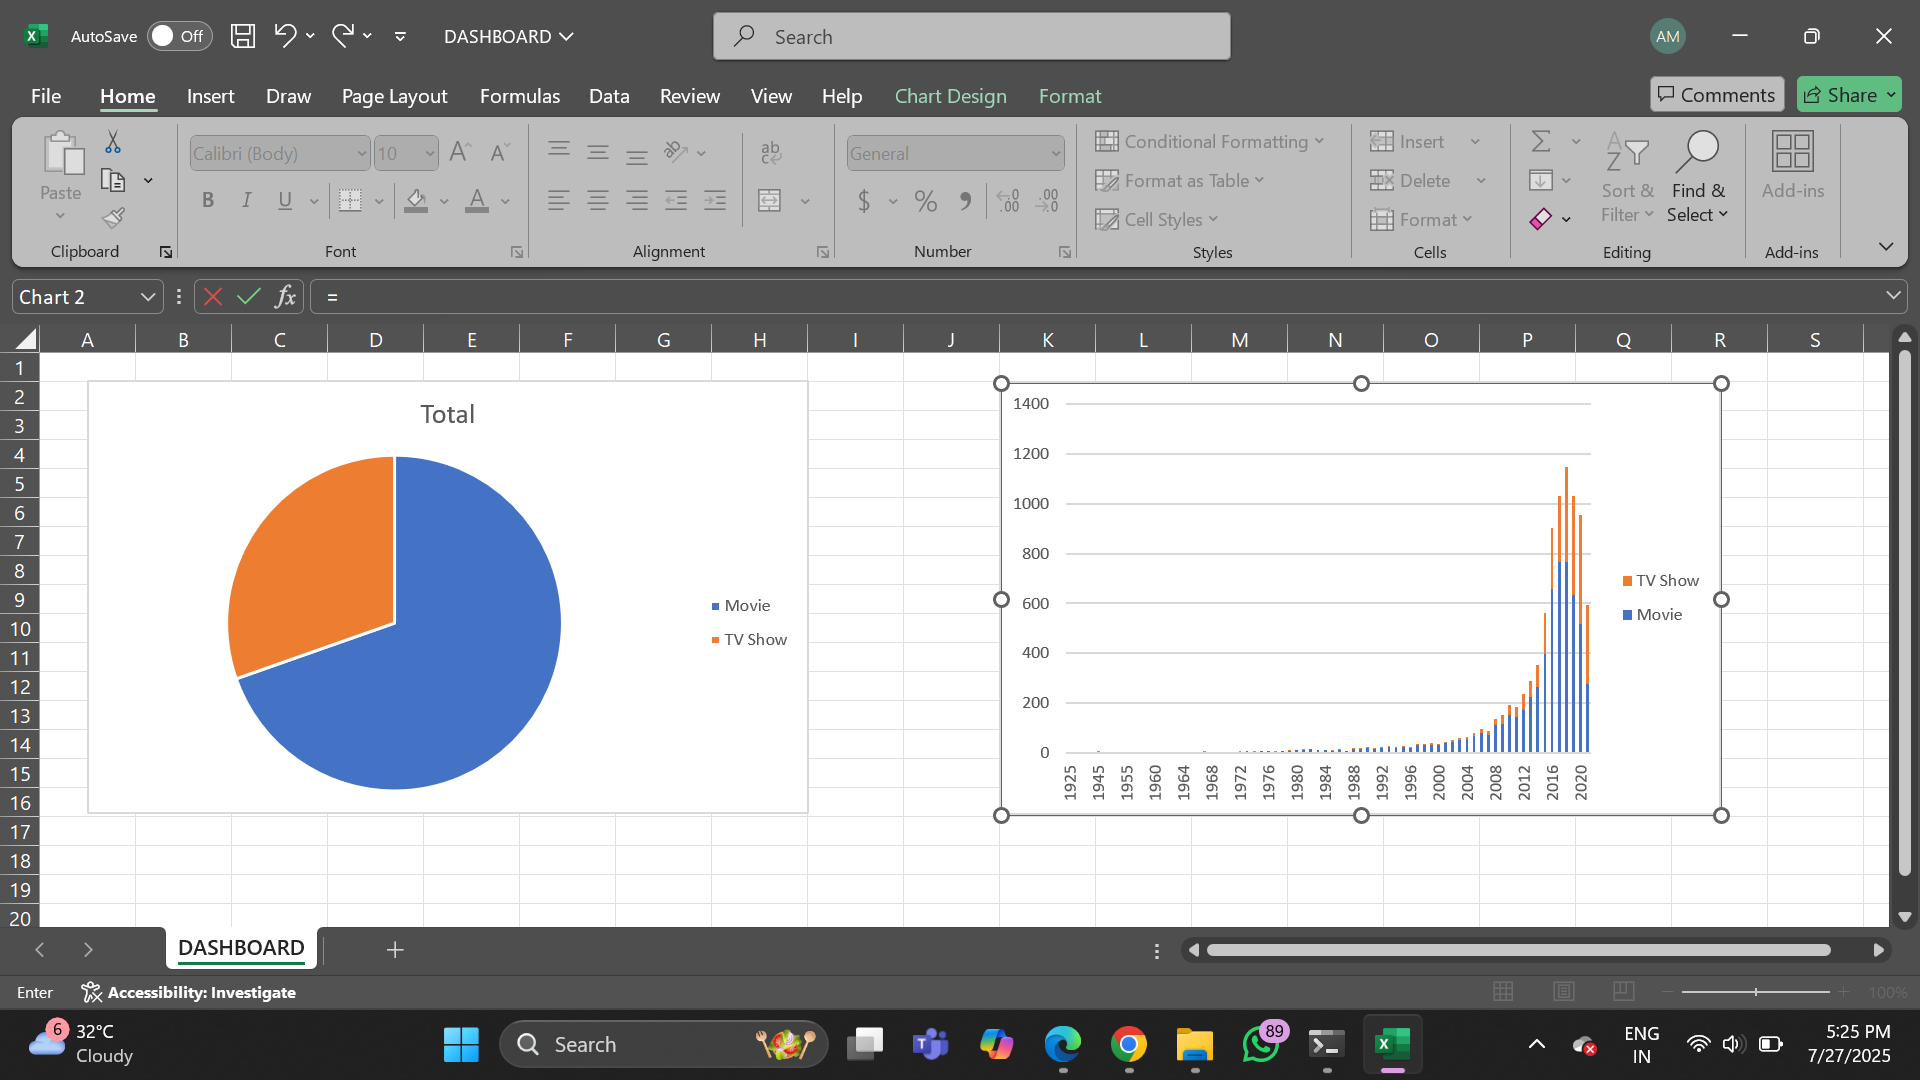 AutoSave Off DASHBOARD Search AM
File Home Insert Draw Page Layout Formulas Data Review View Help Chart Design Format Comments Share
Paste
Clipboard
Calibri (Body) 10 A A
B I U A
Font
ab
Alignment
General
$ % , .00 .00
Number
Conditional Formatting
Format as Table
Cell Styles
Styles
Insert
Delete
Format
Cells
Σ
Sort & Filter
Find & Select
Editing
Add-ins
Add-ins
Chart 2 fx =
A B C D E F G H I J K L M N O P Q R S
1
2
3
4
5
6
7
8
9
10
11
12
13
14
15
16
17
18
19
20
Total
Movie
TV Show
1400
1200
1000
800
600
400
200
0
1925 1945 1955 1960 1964 1968 1972 1976 1980 1984 1988 1992 1996 2000 2004 2008 2012 2016 2020
TV Show
Movie
DASHBOARD
Enter Accessibility: Investigate 100%
6
32°C
Cloudy
Search
89
ENG
IN
5:25 PM
7/27/2025